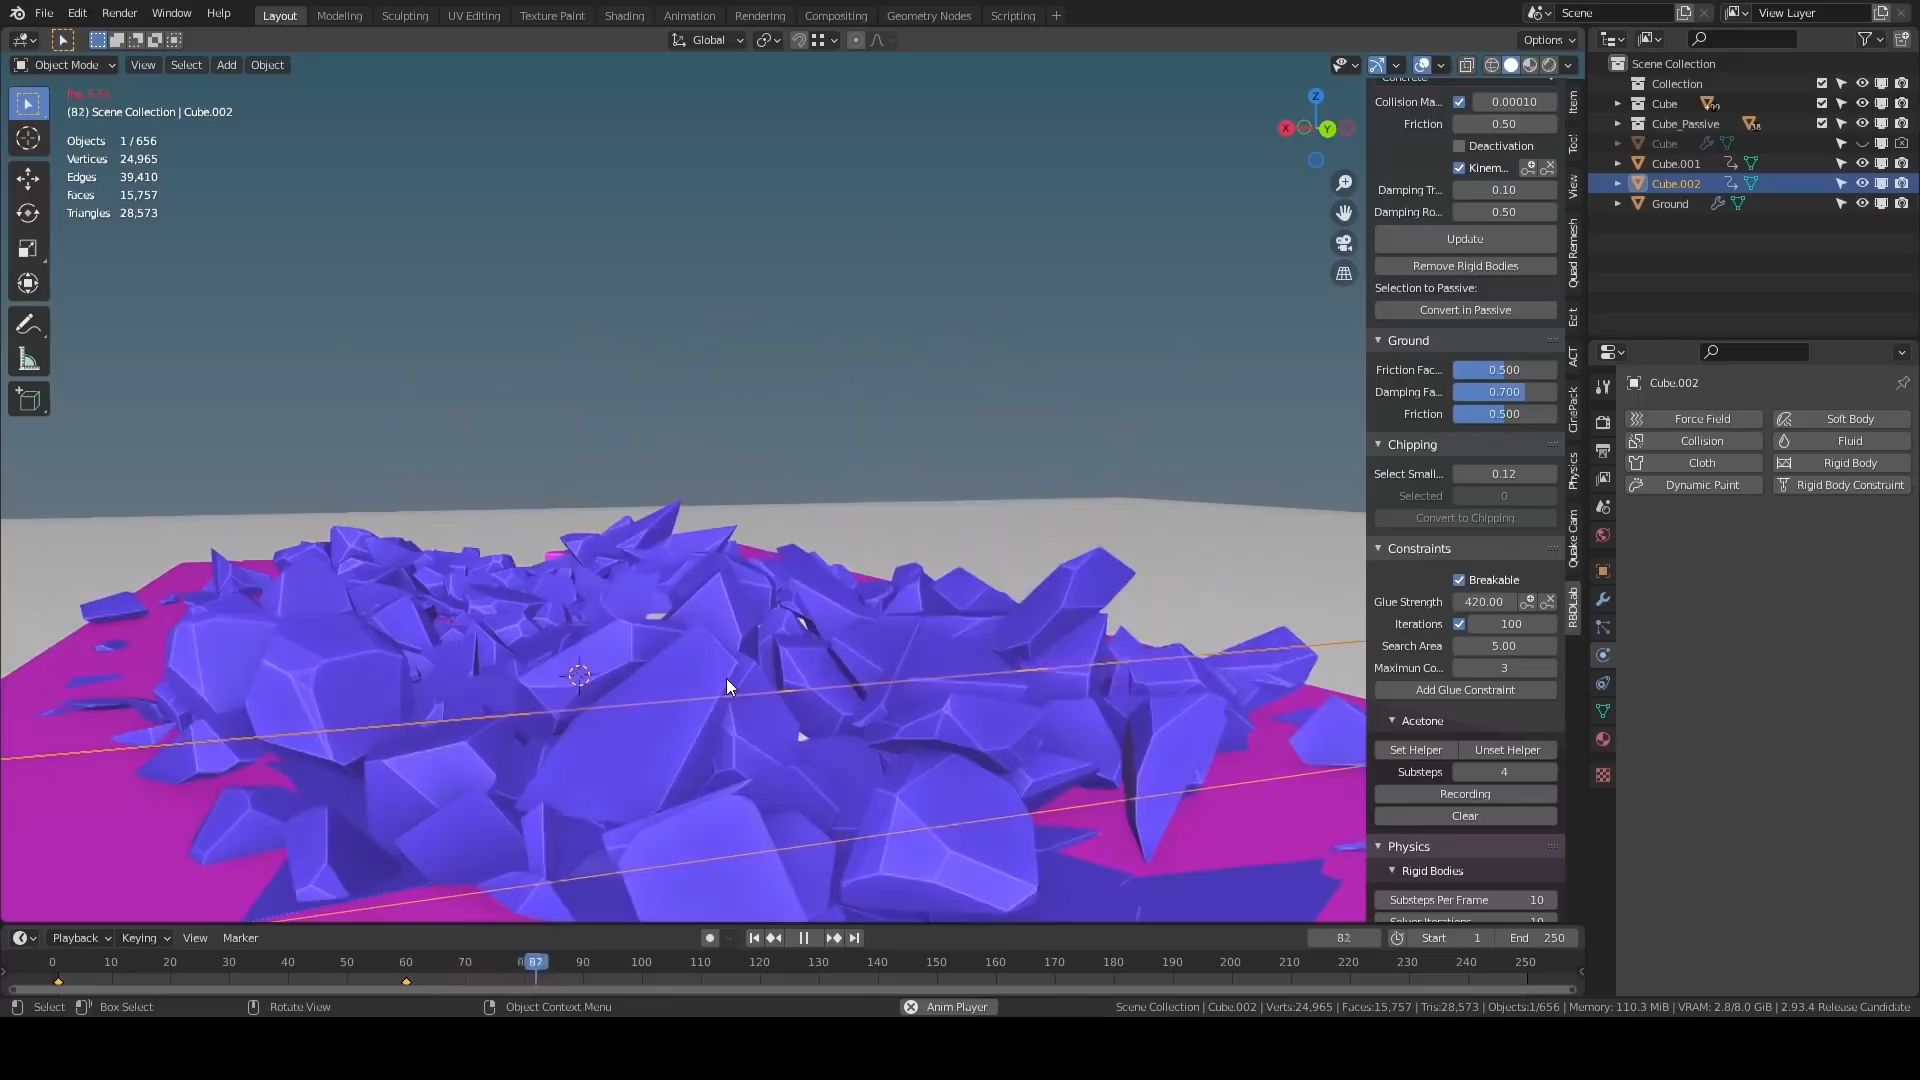 File Edit Render Window Help
Layout Modeling Sculpting UV Editing Texture Paint Shading Animation Rendering Compositing Geometry Nodes Scripting +
Scene View Layer
Global
Options
Object Mode View Select Add Object
(82) Scene Collection | Cube.002
Objects 1 / 656
Vertices 24,965
Edges 39,410
Faces 15,757
Triangles 28,573
Z
X Y
Collision Ma... 0.00010
Friction 0.50
Deactivation
Kinem...
Damping Tr... 0.10
Damping Ro... 0.50
Update
Remove Rigid Bodies
Selection to Passive:
Convert in Passive
Ground
Friction Fac... 0.500
Damping Fa... 0.700
Friction 0.500
Chipping
Select Small... 0.12
Selected 0
Convert to Chipping
Constraints
Breakable
Glue Strength 420.00
Iterations 100
Search Area 5.00
Maximun Co... 3
Add Glue Constraint
Acetone
Set Helper Unset Helper
Substeps 4
Recording
Clear
Physics
Rigid Bodies
Substeps Per Frame 10
Solver Iterations 10
Item
Tool
View
Quad Remesh
Edit
ACT
CinePack
Physics
Quake Cam
RBDLab
Scene Collection
Collection
Cube
Cube_Passive
Cube
Cube.001
Cube.002
Ground
Cube.002
Force Field Soft Body
Collision Fluid
Cloth Rigid Body
Dynamic Paint Rigid Body Constraint
Playback Keying View Marker
82 Start 1 End 250
0 10 20 30 40 50 60 70 82 90 100 110 120 130 140 150 160 170 180 190 200 210 220 230 240 250
Select Box Select Rotate View Object Context Menu Anim Player Scene Collection | Cube.002 | Verts:24,965 | Faces:15,757 | Tris:28,573 | Objects:1/656 | Memory: 110.3 MiB | VRAM: 2.8/8.0 GiB | 2.93.4 Release Candidate